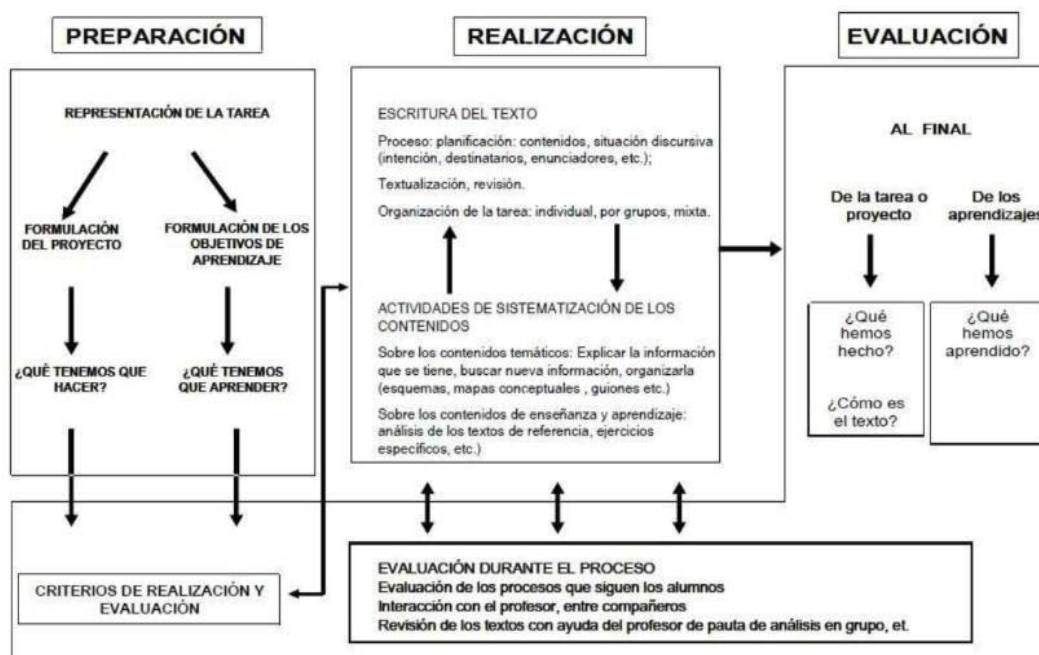 PREPARACIÓN
REPRESENTACIÓN DE LA TAREA
FORMULACIÓN
DEL PROYECTO
FORMULACIÓN DE LOS
OBJETIVOS DE
APRENDIZAJE
¿QUÉ TENEMOS QUE
HACER?
¿QUÉ TENEMOS
QUE APRENDER?
CRITERIOS DE REALIZACIÓN Y
EVALUACIÓN
REALIZACIÓN
ESCRITURA DEL TEXTO
Proceso: planificación: contenidos, situación discursiva
(intención, destinatarios, enunciadores, etc.);
Textualización, revisión.
Organización de la tarea: individual, por grupos, mixta.
ACTIVIDADES DE SISTEMATIZACIÓN DE LOS
CONTENIDOS
Sobre los contenidos temáticos: Explicar la información
que se tiene, buscar nueva información, organizarla
(esquemas, mapas conceptuales , guiones etc.)
Sobre los contenidos de enseñanza y aprendizaje:
análisis de los textos de referencia, ejercicios
específicos, etc.)
EVALUACIÓN DURANTE EL PROCESO
Evaluación de los procesos que siguen los alumnos
Interacción con el profesor, entre compañeros
Revisión de los textos con ayuda del profesor de pauta de análisis en grupo, et.
EVALUACIÓN
AL FINAL
De la tarea o
proyecto
De los
aprendizajes
¿Qué
hemos
hecho?
¿Cómo es
el texto?
¿Qué
hemos
aprendido?